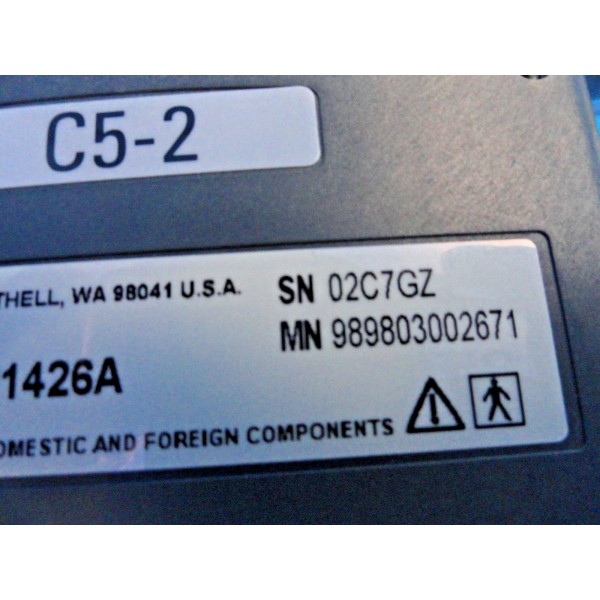 C5-2
THELL, WA 98041 U.S.A.
SN 02C7GZ
MN 989803002671
1426A
OMESTIC AND FOREIGN COMPONENTS